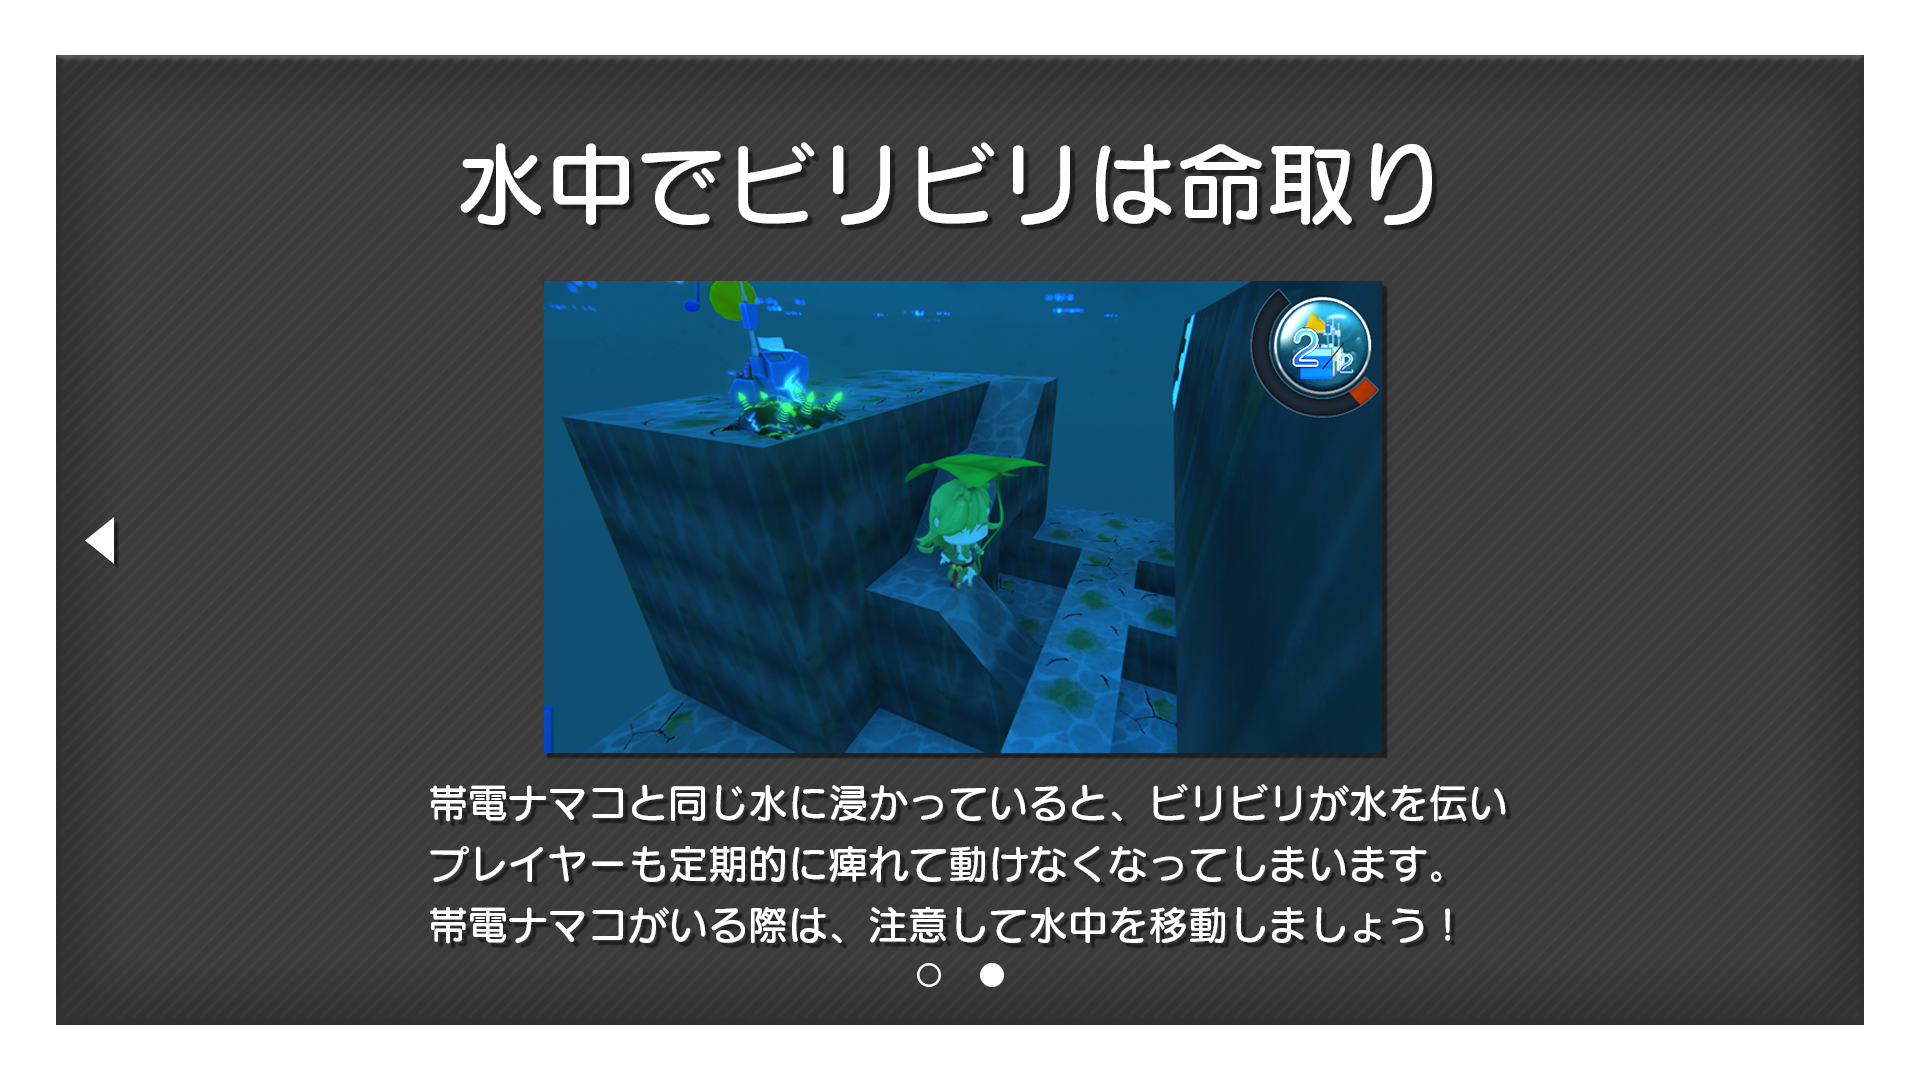 水中でビリビリは命取り
2/2
帯電ナマコと同じ水に浸かっていると、ビリビリが水を伝い
プレイヤーも定期的に痺れて動けなくなってしまいます。
帯電ナマコがいる際は、注意して水中を移動しましょう！